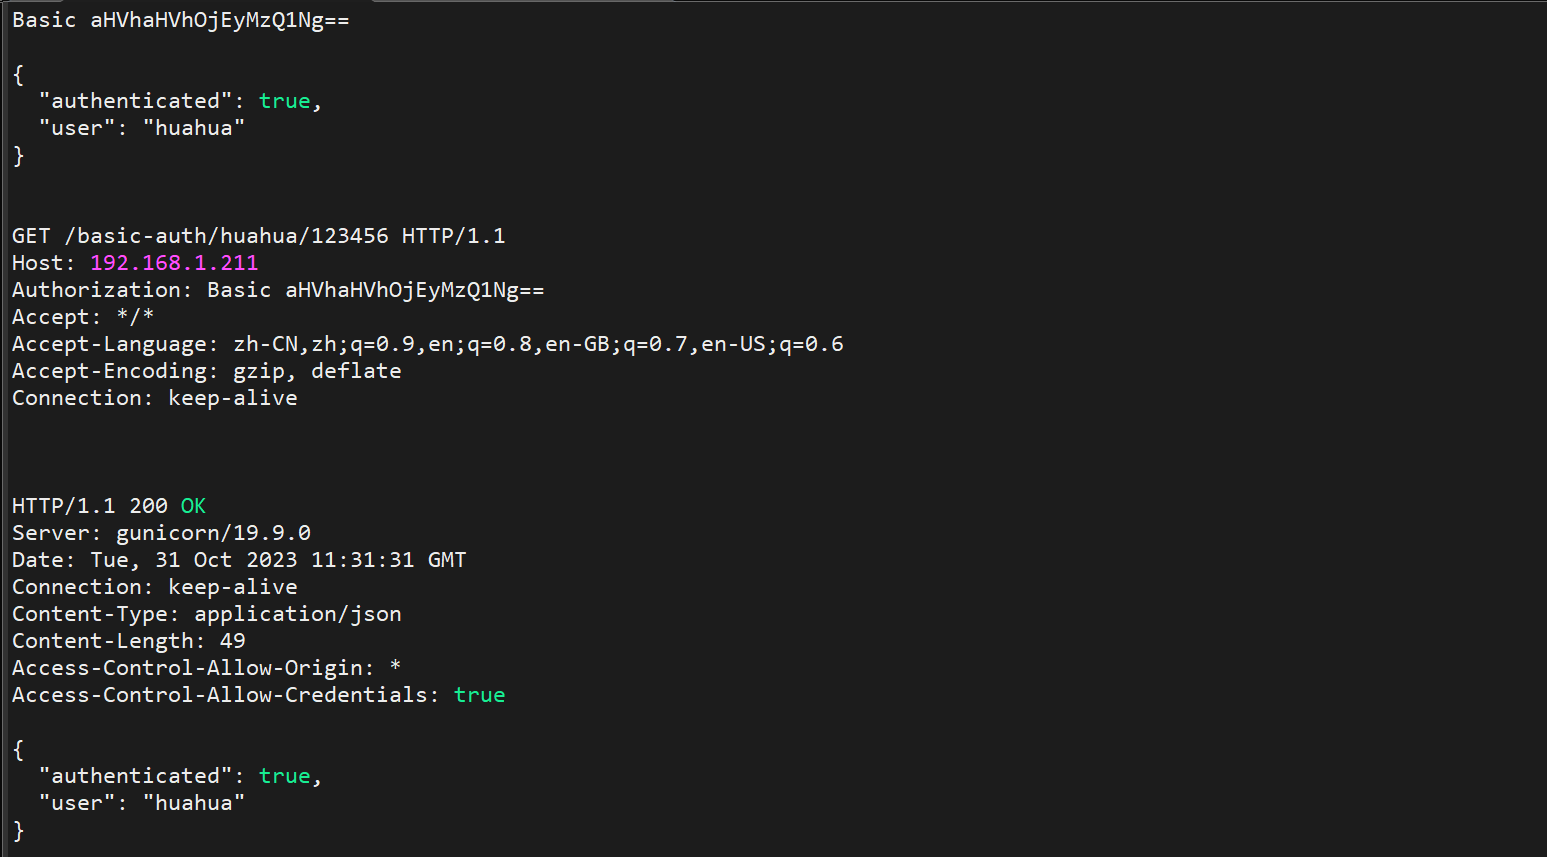 Basic aHVhaHVhOjEyMzQ1Ng==
{
"authenticated": true,
"user": "huahua"
}
GET /basic-auth/huahua/123456 HTTP/1.1
Host: 192.168.1.211
Authorization: Basic aHVhaHVhOjEyMzQ1Ng==
Accept: */*
Accept-Language: zh-CN,zh;q=0.9,en;q=0.8,en-GB;q=0.7,en-US;q=0.6
Accept-Encoding: gzip, deflate
Connection: keep-alive
HTTP/1.1 200 OK
Server: gunicorn/19.9.0
Date: Tue, 31 Oct 2023 11:31:31 GMT
Connection: keep-alive
Content-Type: application/json
Content-Length: 49
Access-Control-Allow-Origin: *
Access-Control-Allow-Credentials: true
{
"authenticated": true,
"user": "huahua"
}